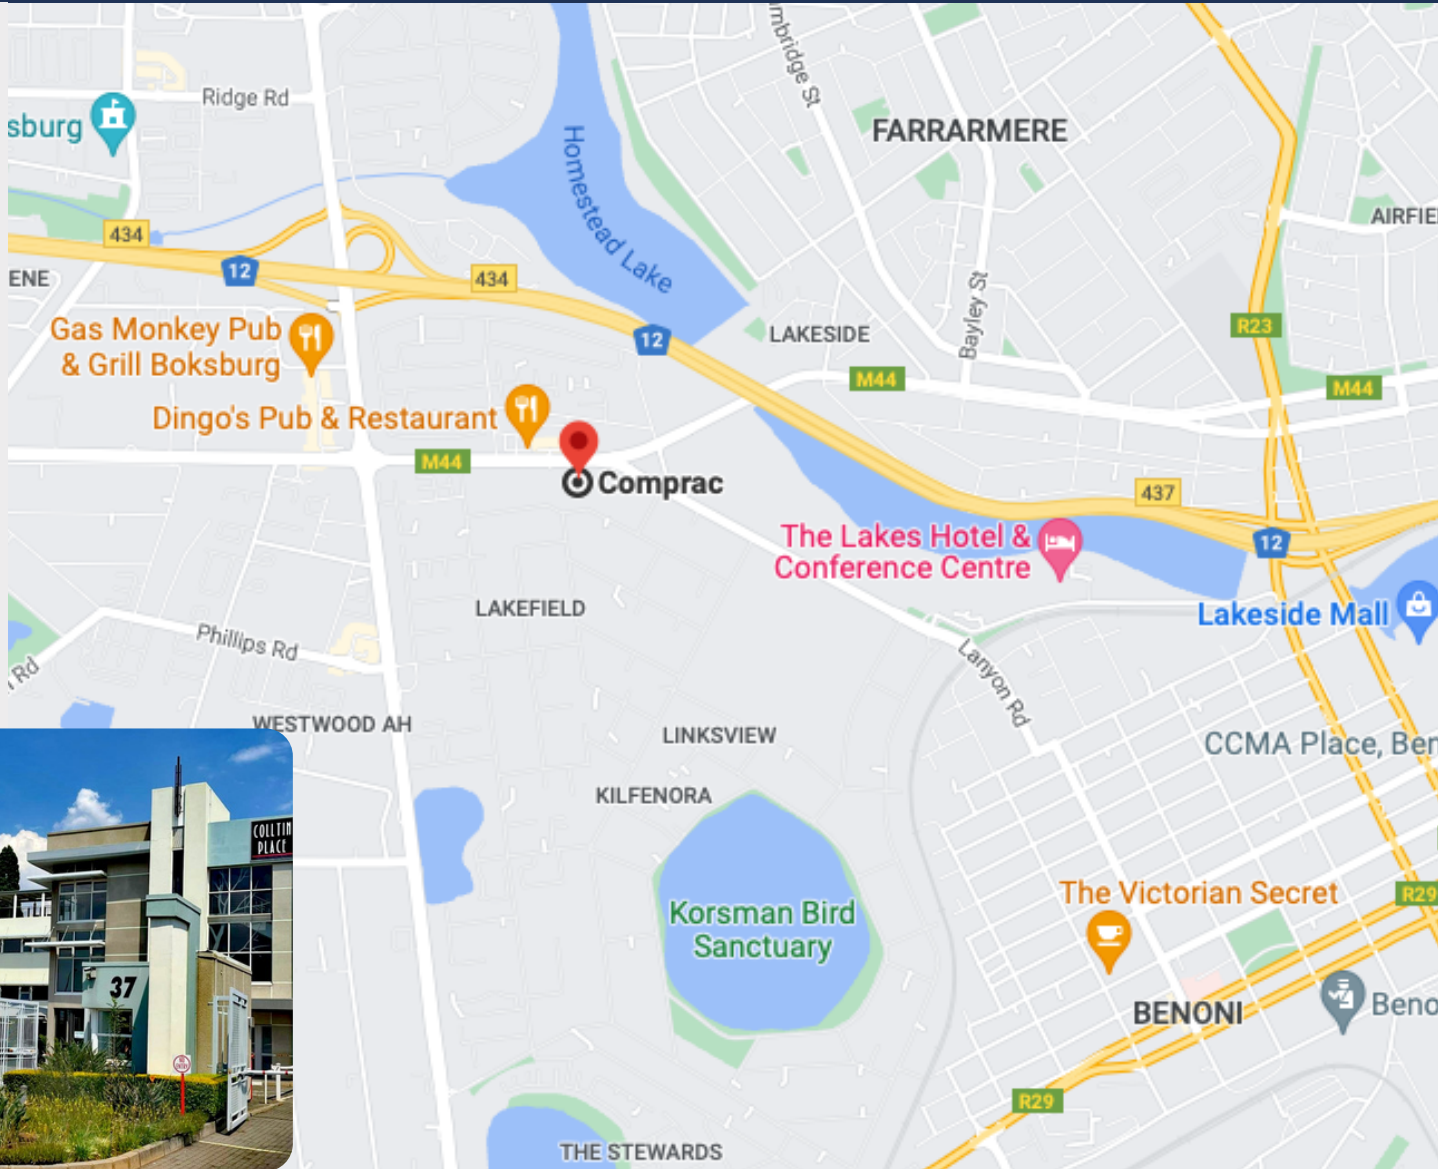 mbridge St
Ridge Rd
sburg
FARRARMERE
Homestead Lake
AIRFIE
434
12
434
ENE
Bayley St
R23
Gas Monkey Pub
& Grill Boksburg
LAKESIDE
12
M44
M44
Dingo's Pub & Restaurant
M44
Comprac
437
The Lakes Hotel &
Conference Centre
12
LAKEFIELD
Lakeside Mall
Phillips Rd
Rd
Lanyon Rd
WESTWOOD AH
LINKSVIEW
CCMA Place, Ben
KILFENORA
COLLTIN
PLACE
The Victorian Secret
R29
Korsman Bird
Sanctuary
37
BENONI
Beno
NO
ENTRY
R29
THE STEWARDS